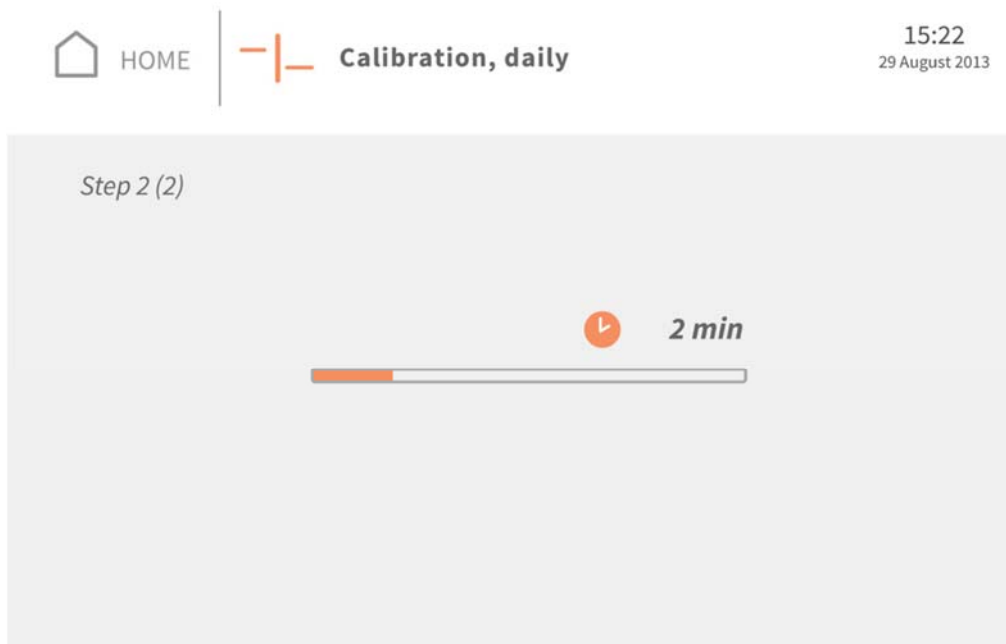 HOME
Calibration, daily
15:22
29 August 2013
Step 2 (2)
2 min